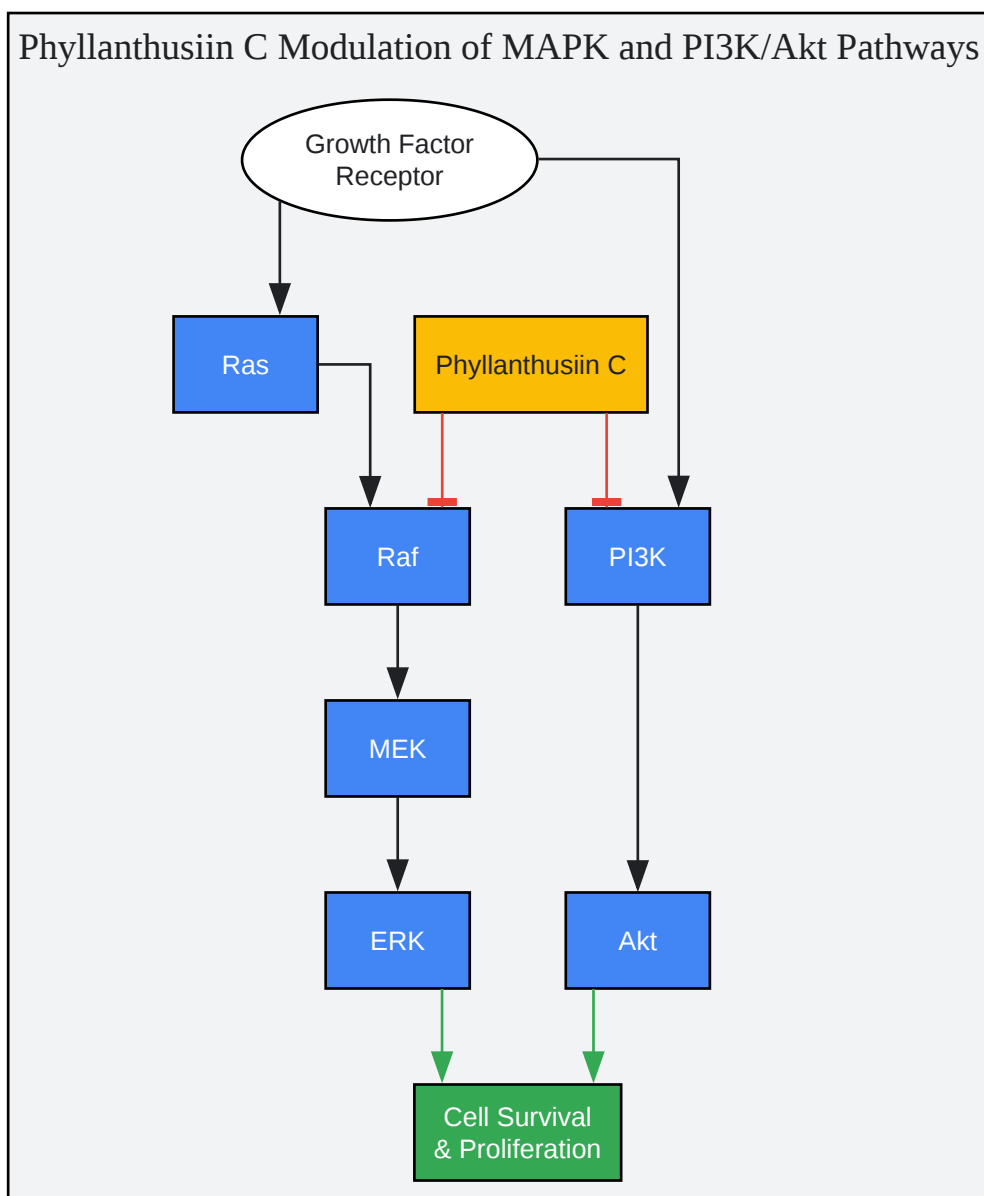 Phyllanthusiin C Modulation of MAPK and PI3K/Akt Pathways
Growth Factor
Receptor
Ras
Phyllanthusiin C
Raf
PI3K
MEK
ERK
Akt
Cell Survival
& Proliferation